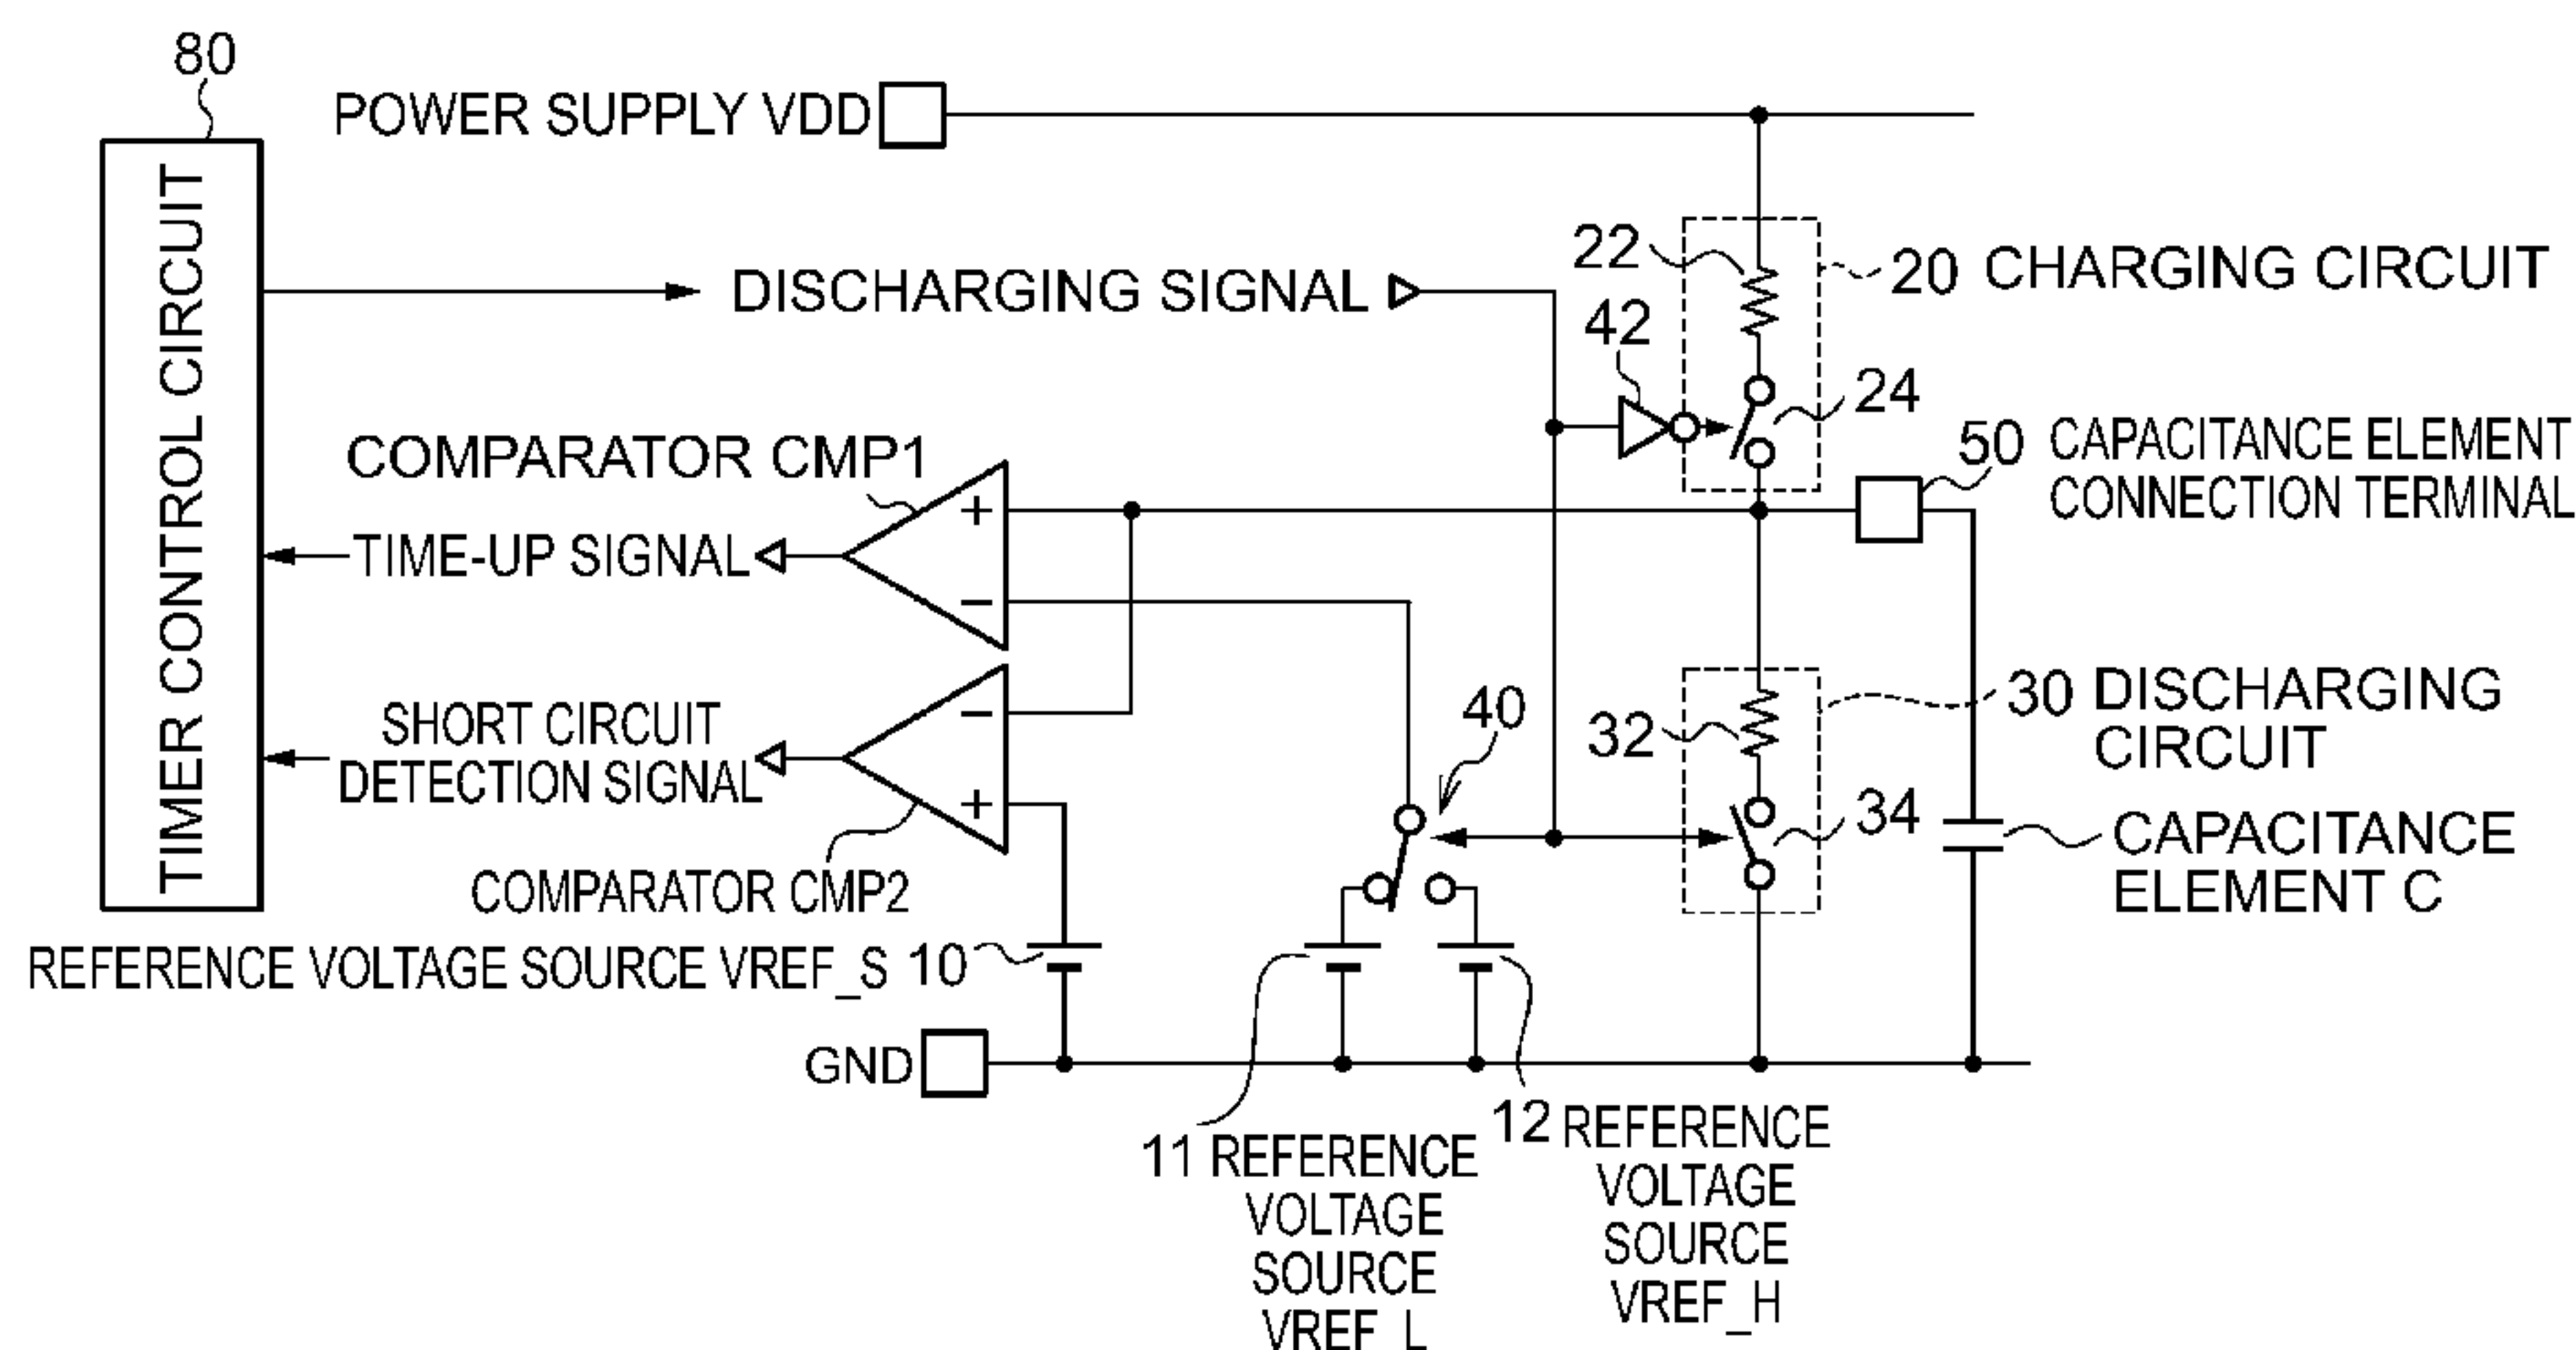 80
POWER SUPPLY VDD
TIMER CONTROL CIRCUIT
DISCHARGING SIGNAL
22
20 CHARGING CIRCUIT
42
24
COMPARATOR CMP1
50 CAPACITANCE ELEMENT
CONNECTION TERMINAL
+
TIME-UP SIGNAL
−
SHORT CIRCUIT
DETECTION SIGNAL
−
+
COMPARATOR CMP2
40
32
30 DISCHARGING
CIRCUIT
34
CAPACITANCE
ELEMENT C
REFERENCE VOLTAGE SOURCE VREF_S 10
GND
11 REFERENCE
VOLTAGE
SOURCE
VREF_L
12 REFERENCE
VOLTAGE
SOURCE
VREF_H